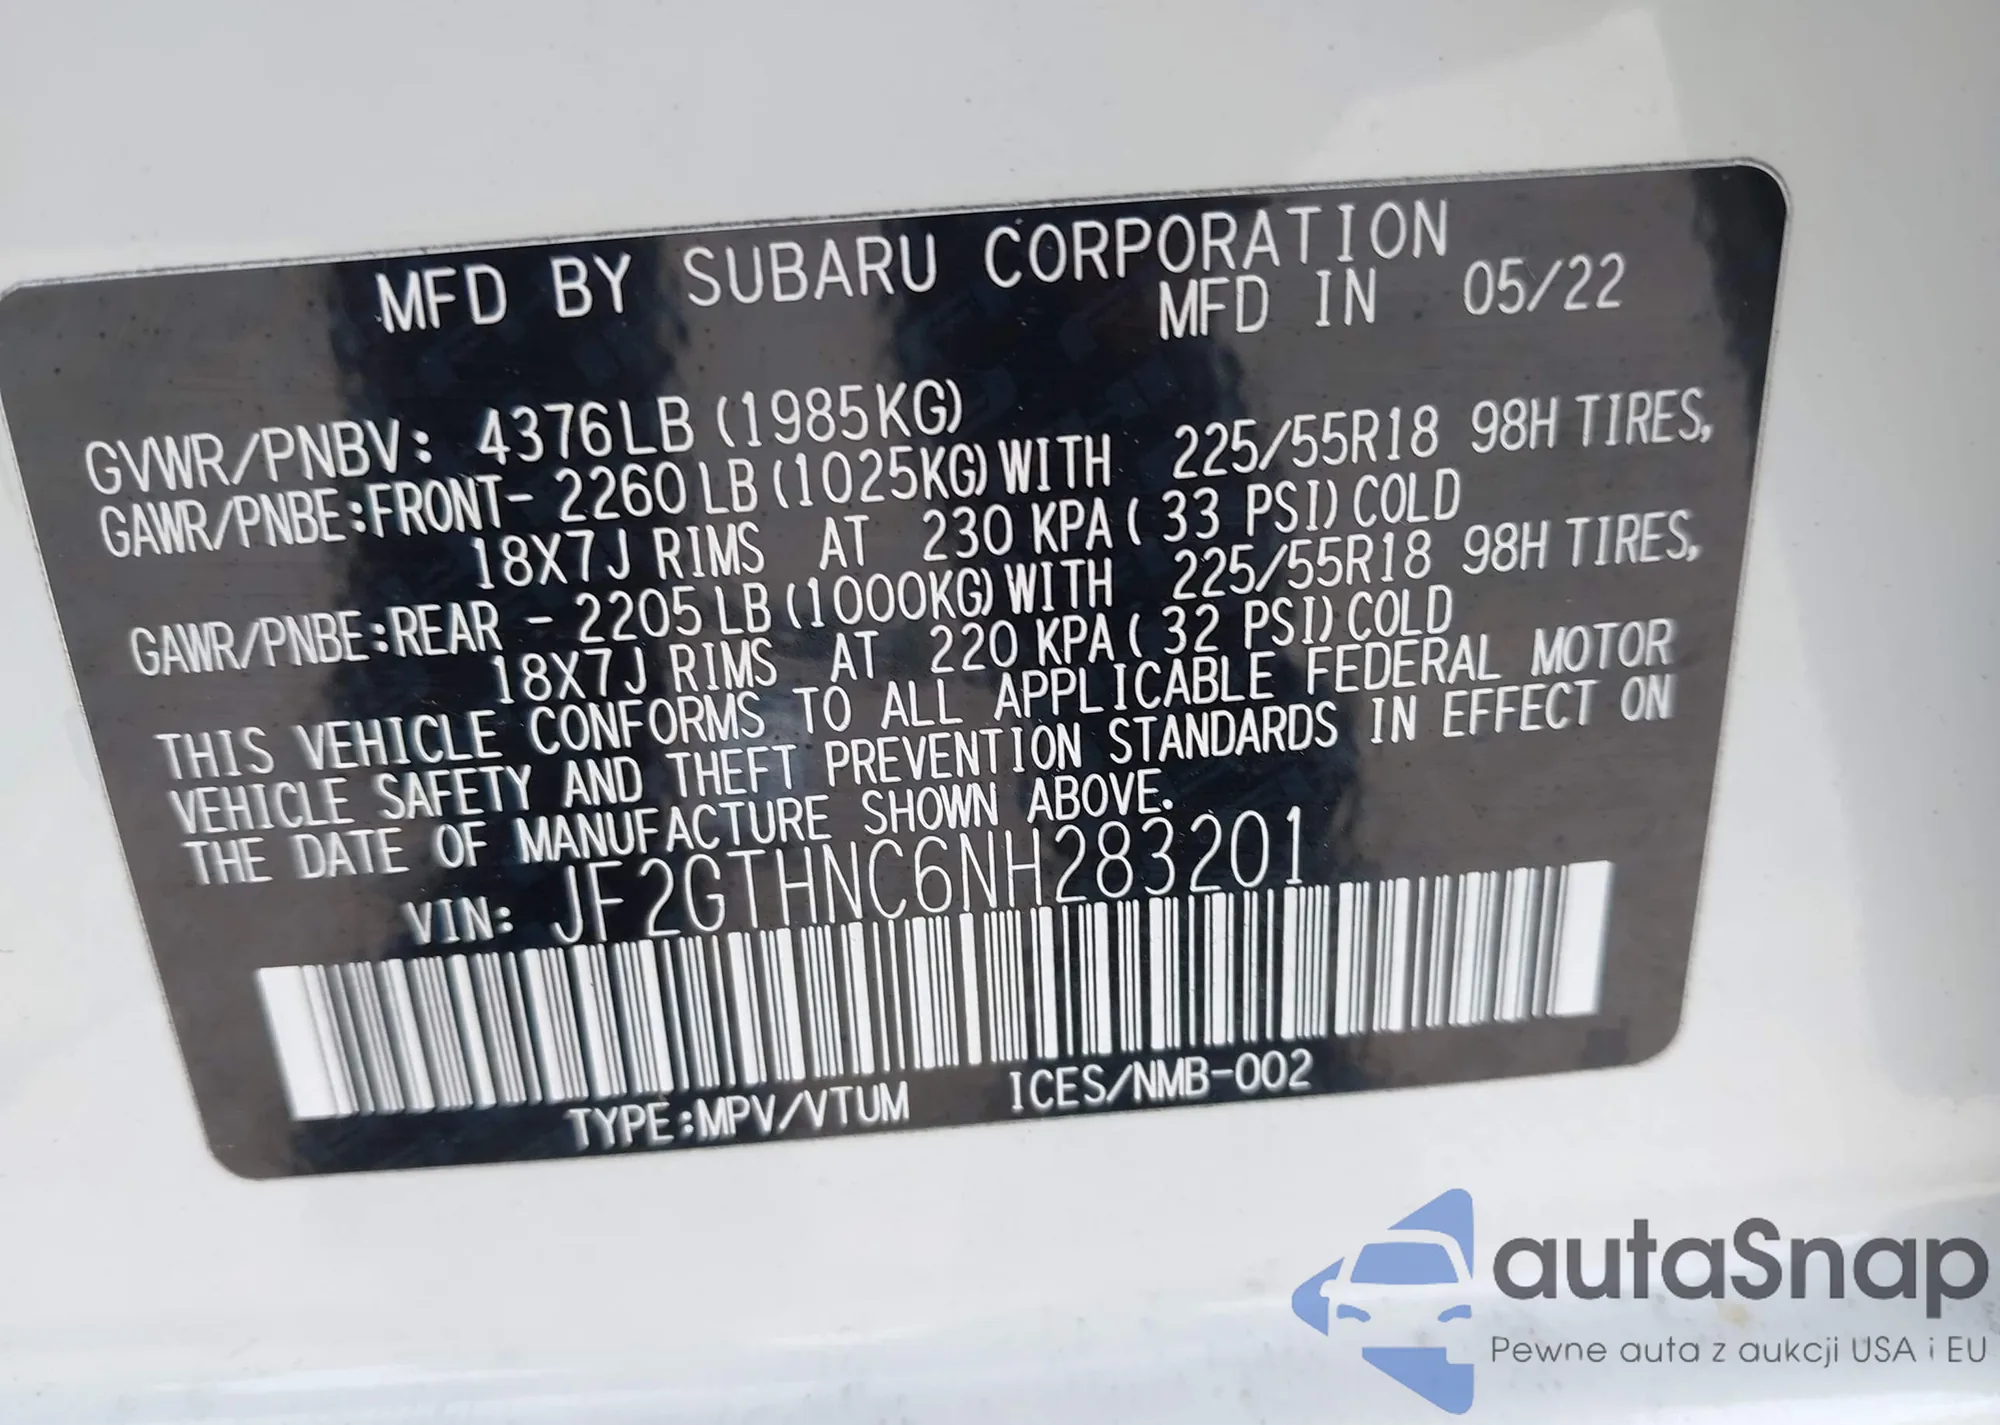 MFD BY SUBARU CORPORATION
MFD IN 05/22
GVWR/PNBV: 4376LB (1985KG)
GAWR/PNBE:FRONT- 2260LB (1025KG) WITH 225/55R18 98H TIRES,
18X7J RIMS AT 230 KPA ( 33 PSI) COLD
GAWR/PNBE:REAR - 2205LB (1000KG) WITH 225/55R18 98H TIRES,
18X7J RIMS AT 220 KPA ( 32 PSI) COLD
THIS VEHICLE CONFORMS TO ALL APPLICABLE FEDERAL MOTOR
VEHICLE SAFETY AND THEFT PREVENTION STANDARDS IN EFFECT ON
THE DATE OF MANUFACTURE SHOWN ABOVE.
VIN: JF2GTHNC6NH283201
TYPE:MPV/VTUM ICES/NMB-002
autaSnap
Pewne auta z aukcji USA i EU